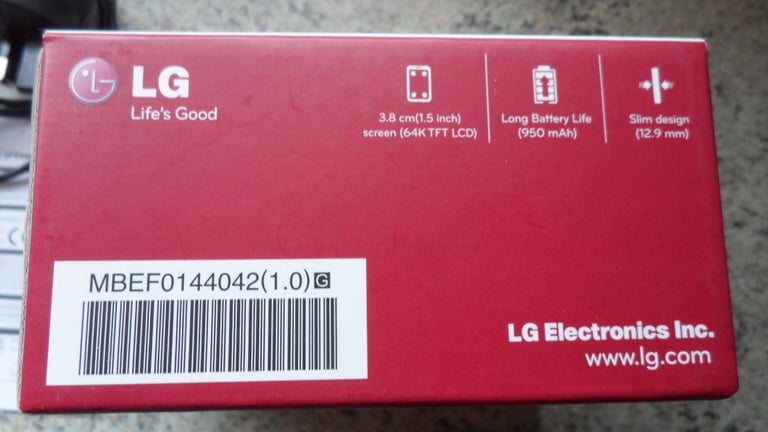 LG
Life's Good
3.8 cm(1.5 inch)
screen (64K TFT LCD)
Long Battery Life
(950 mAh)
Slim design
(12.9 mm)
MBEF0144042(1.0)G
LG Electronics Inc.
www.lg.com